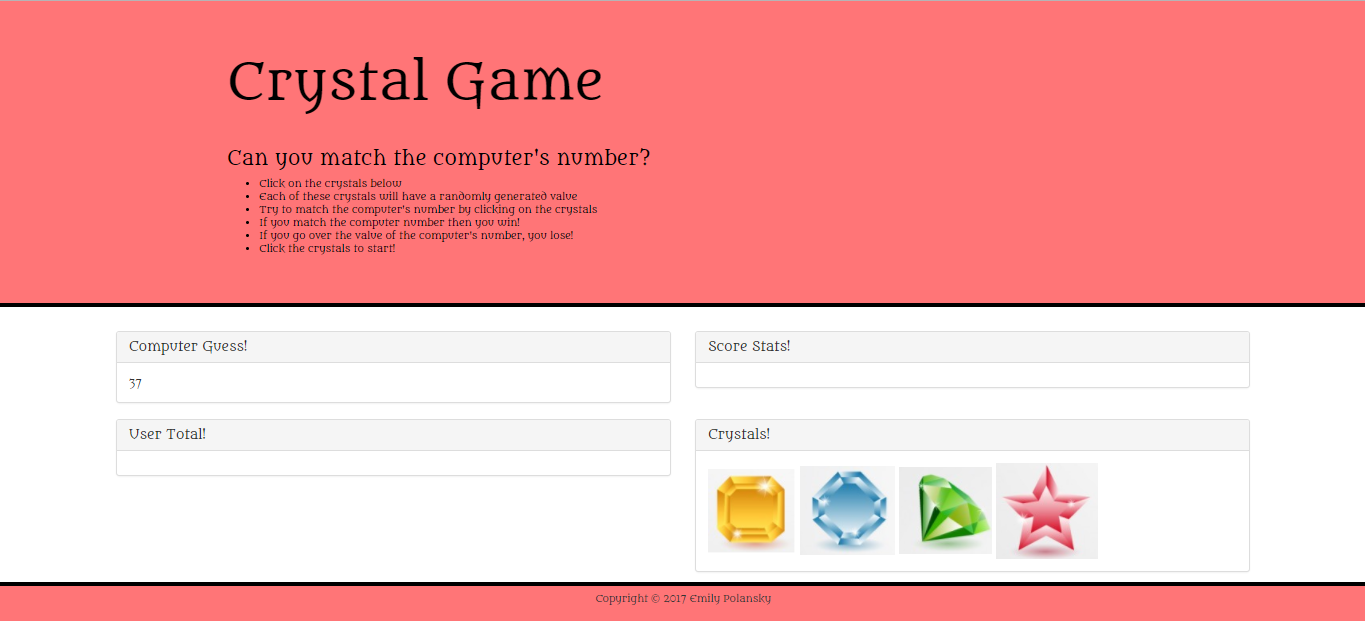 Crystal Game
Can you match the computer's number?
Click on the crystals below
Each of these crystals will have a randomly generated value
Try to match the computer's number by clicking on the crystals
If you match the computer number then you win!
If you go over the value of the computer's number, you lose!
Click the crystals to start!
Computer Guess!
37
Score Stats!
User Total!
Crystals!
Copyright © 2017 Emily Polansky